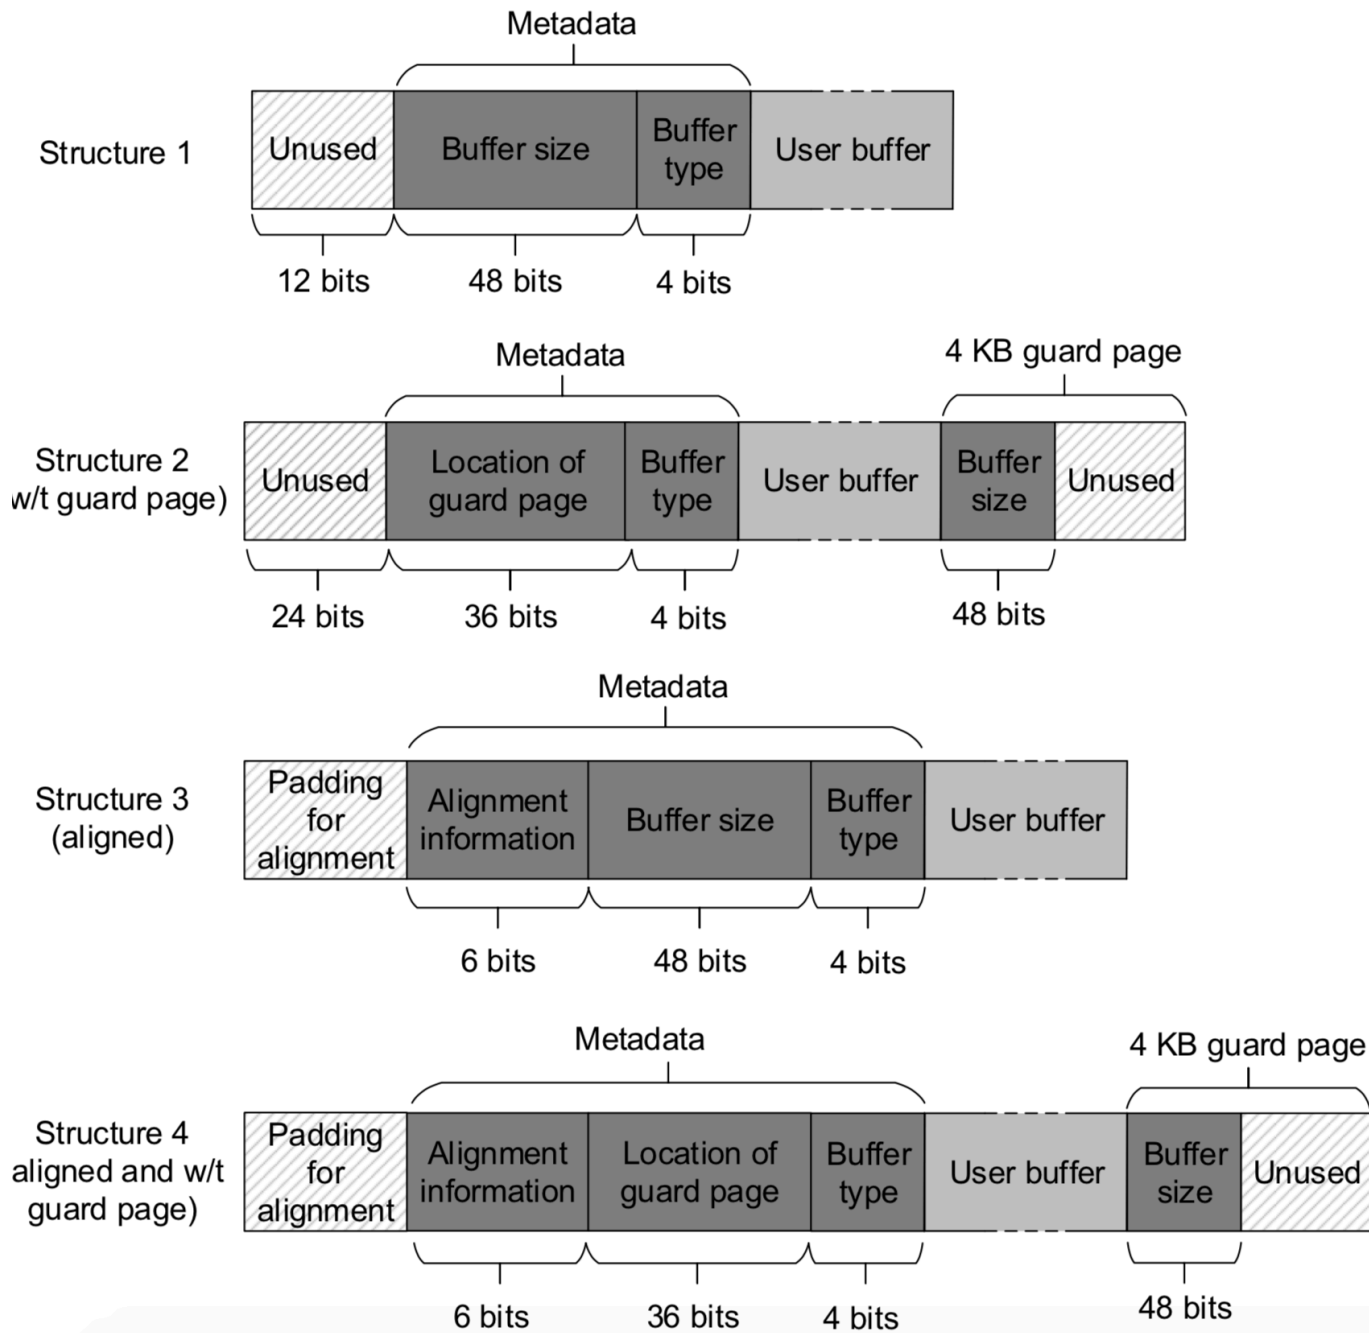 Metadata
Structure 1
Unused
Buffer size
Buffer
type
User buffer
12 bits
48 bits
4 bits
Metadata
4 KB guard page
Structure 2
w/t guard page)
Unused
Location of
guard page
Buffer
type
User buffer
Buffer
size
Unused
24 bits
36 bits
4 bits
48 bits
Metadata
Structure 3
(aligned)
Padding
for
alignment
Alignment
information
Buffer size
Buffer
type
User buffer
6 bits
48 bits
4 bits
Metadata
4 KB guard page
Structure 4
aligned and w/t
guard page)
Padding
for
alignment
Alignment
information
Location of
guard page
Buffer
type
User buffer
Buffer
size
Unused
6 bits
36 bits
4 bits
48 bits